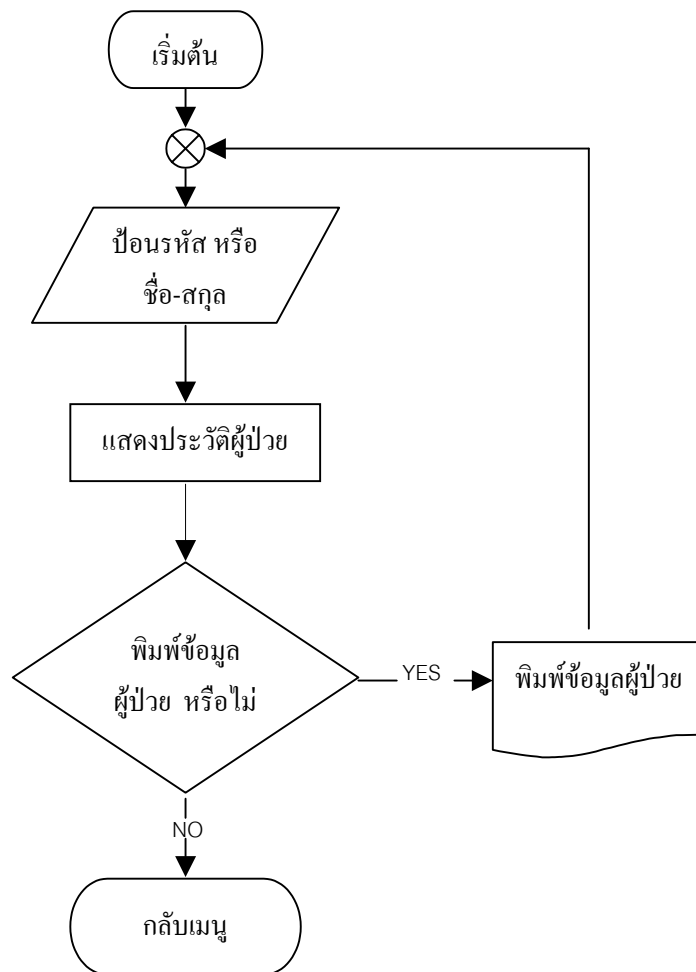 เริ่มต้น
ป้อนรหัส หรือ
ชื่อ-สกุล
แสดงประวัติผู้ป่วย
พิมพ์ข้อมูล
ผู้ป่วย หรือไม่
YES
พิมพ์ข้อมูลผู้ป่วย
NO
กลับเมนู